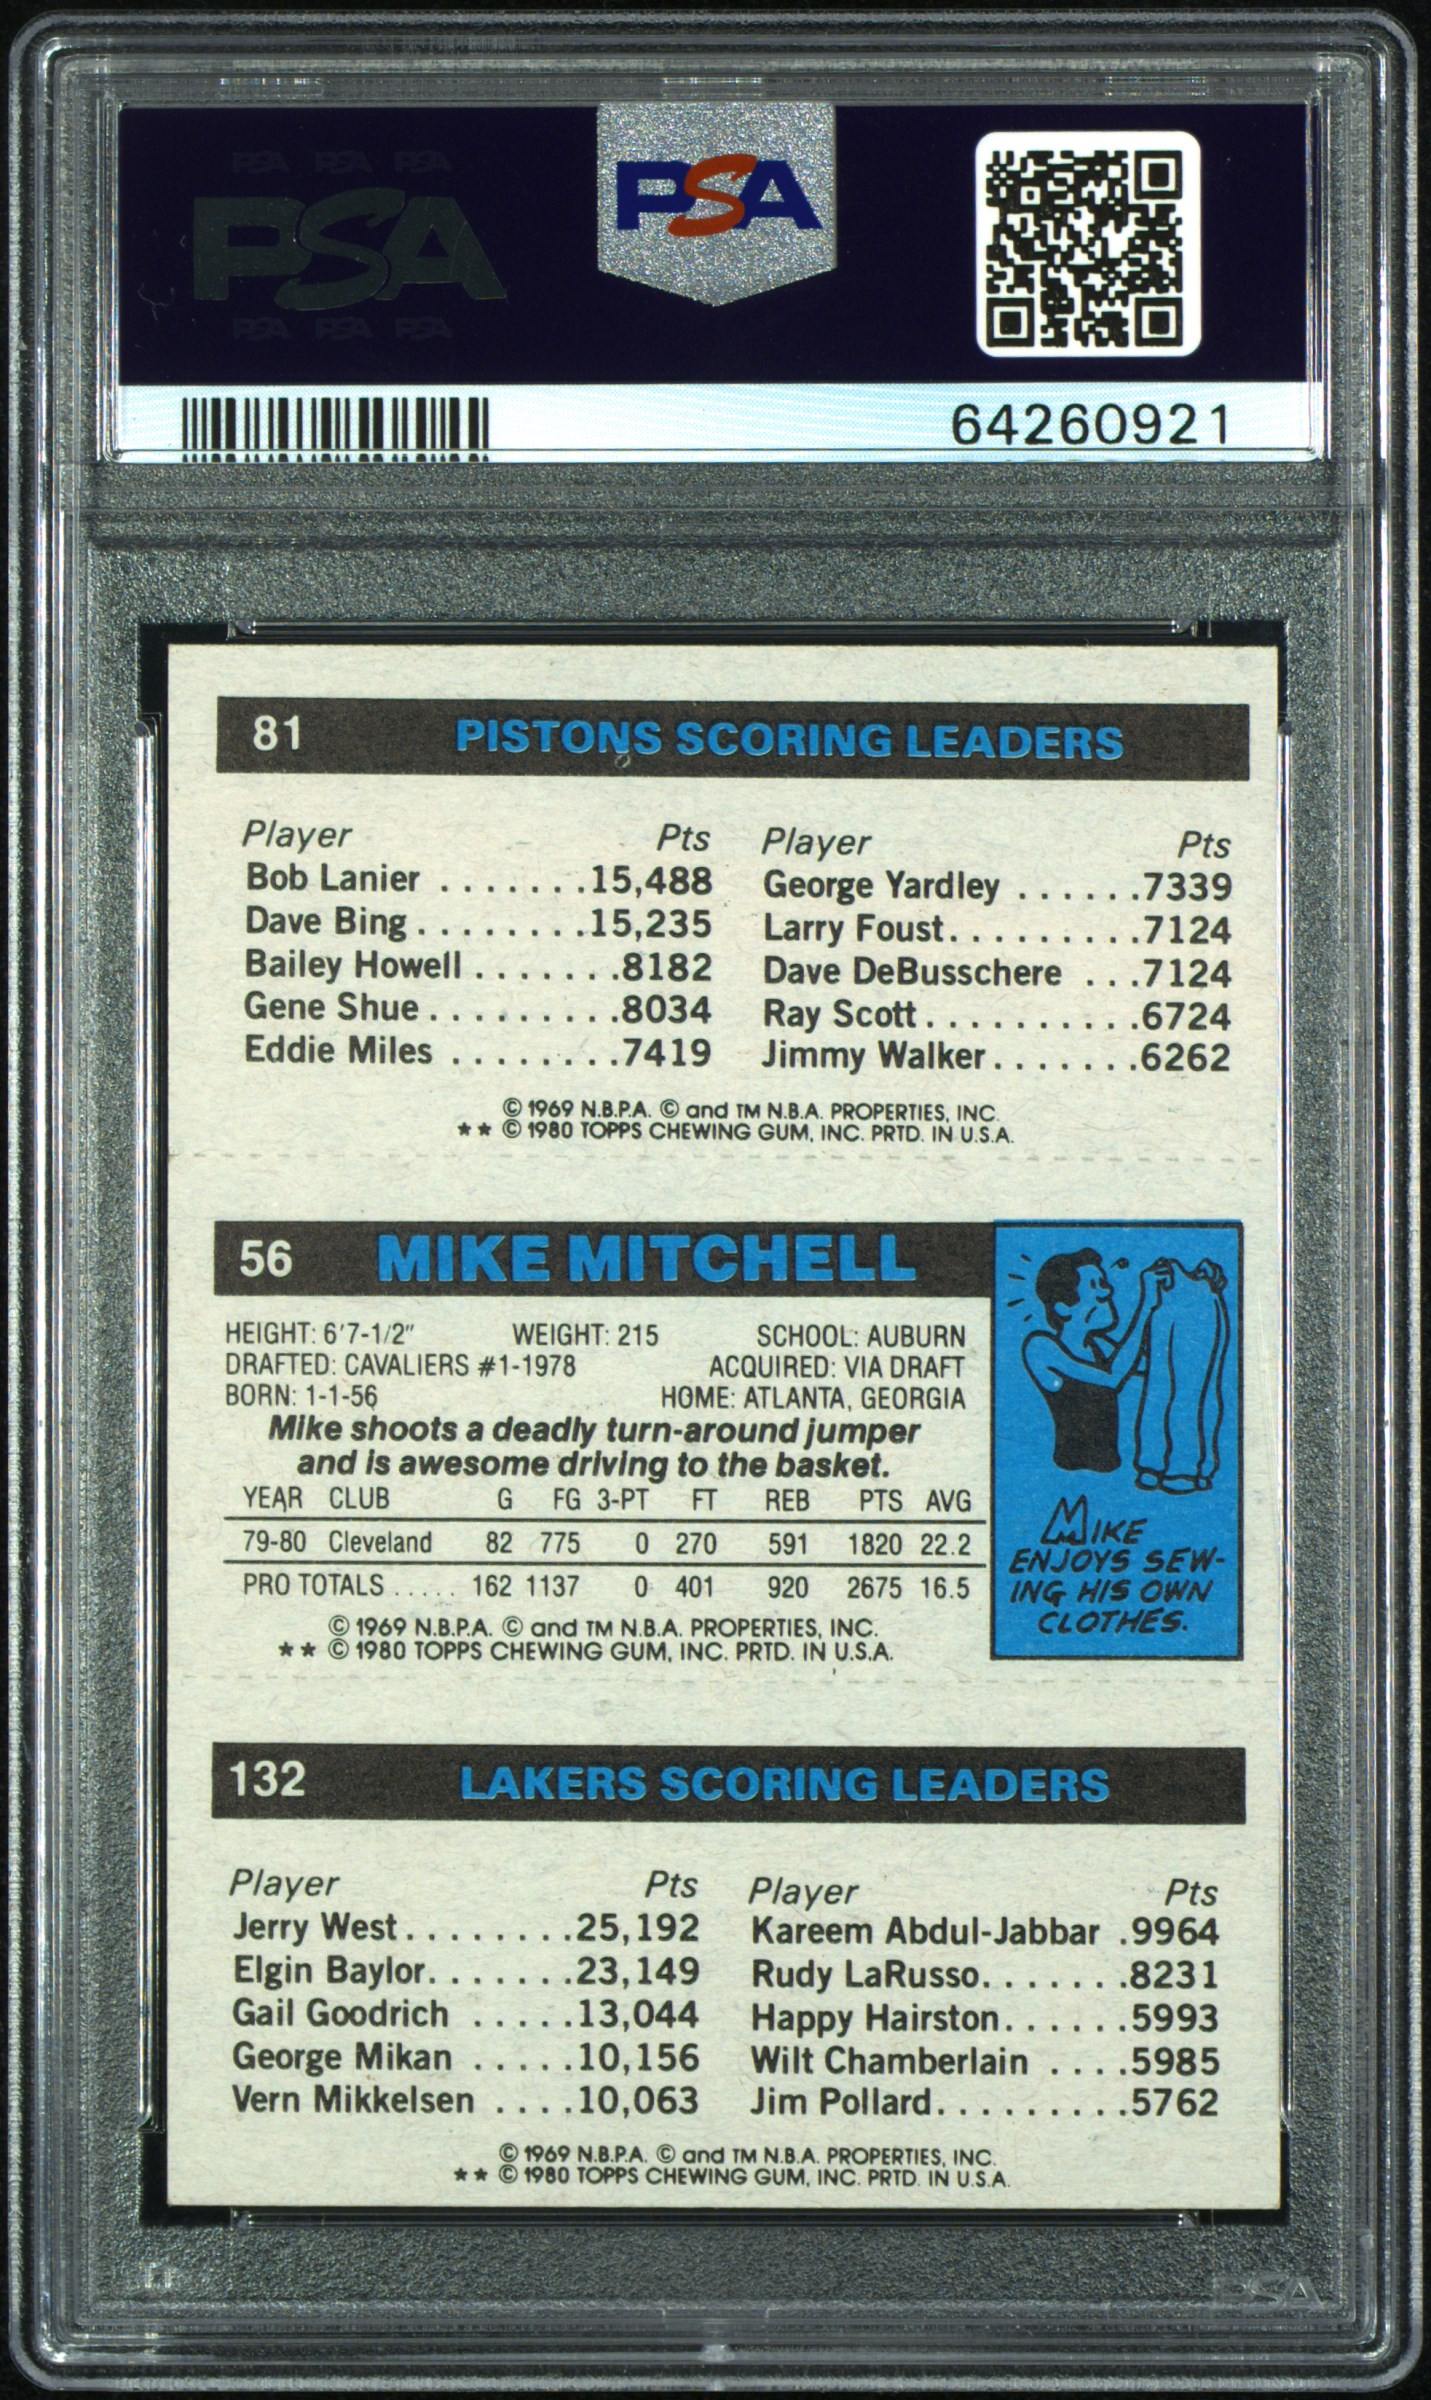 PSA PSA PSA
PSA
PSA PSA PSA
PSA
64260921
81 PISTONS SCORING LEADERS
Player Pts Player Pts
Bob Lanier .......15,488 George Yardley ......7339
Dave Bing........15,235 Larry Foust.........7124
Bailey Howell.......8182 Dave DeBusschere ...7124
Gene Shue.........8034 Ray Scott..........6724
Eddie Miles ........7419 Jimmy Walker.......6262
© 1969 N.B.P.A. © and TM N.B.A. PROPERTIES, INC.
** © 1980 TOPPS CHEWING GUM, INC. PRTD. IN U.S.A.
56 MIKE MITCHELL
HEIGHT: 6'7-1/2" WEIGHT: 215 SCHOOL: AUBURN
DRAFTED: CAVALIERS #1-1978 ACQUIRED: VIA DRAFT
BORN: 1-1-56 HOME: ATLANTA, GEORGIA
Mike shoots a deadly turn-around jumper
and is awesome driving to the basket.
YEAR CLUB G FG 3-PT FT REB PTS AVG
79-80 Cleveland 82 775 0 270 591 1820 22.2
PRO TOTALS ..... 162 1137 0 401 920 2675 16.5
© 1969 N.B.P.A. © and TM N.B.A. PROPERTIES, INC.
** © 1980 TOPPS CHEWING GUM, INC. PRTD. IN U.S.A.
MIKE
ENJOYS SEW-
ING HIS OWN
CLOTHES.
132 LAKERS SCORING LEADERS
Player Pts Player Pts
Jerry West........25,192 Kareem Abdul-Jabbar .9964
Elgin Baylor.......23,149 Rudy LaRusso.......8231
Gail Goodrich .....13,044 Happy Hairston......5993
George Mikan .....10,156 Wilt Chamberlain ....5985
Vern Mikkelsen ....10,063 Jim Pollard.........5762
© 1969 N.B.P.A. © and TM N.B.A. PROPERTIES, INC.
** © 1980 TOPPS CHEWING GUM, INC. PRTD. IN U.S.A.
PSA